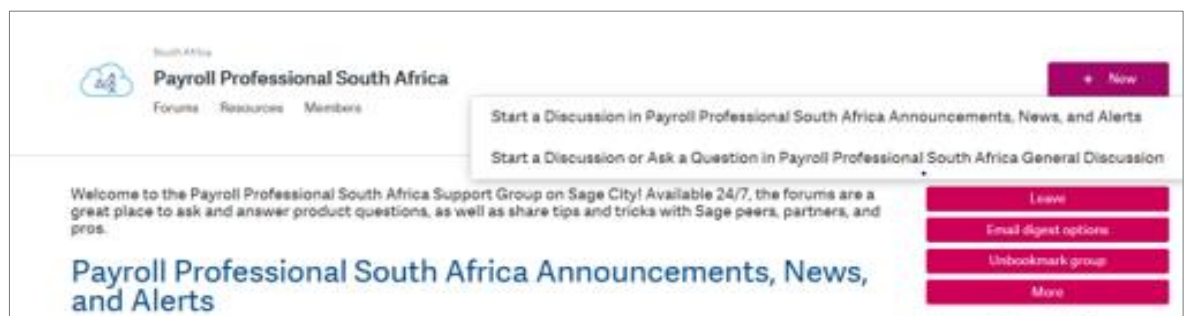 South Africa
Payroll Professional South Africa
+ New
Forums Resources Members
Start a Discussion in Payroll Professional South Africa Announcements, News, and Alerts
Start a Discussion or Ask a Question in Payroll Professional South Africa General Discussion
Welcome to the Payroll Professional South Africa Support Group on Sage City! Available 24/7, the forums are a
great place to ask and answer product questions, as well as share tips and tricks with Sage peers, partners, and
pros.
Leave
Email digest options
Unbookmark group
More
Payroll Professional South Africa Announcements, News,
and Alerts